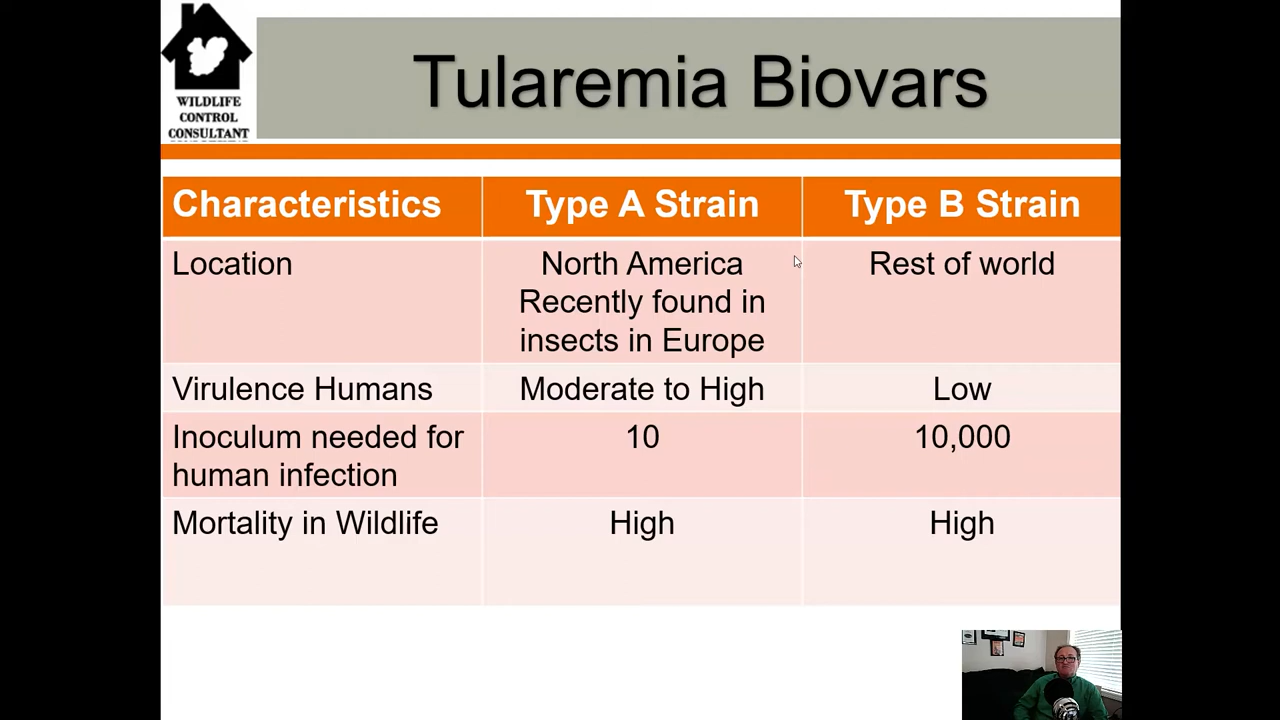 WILDLIFE
CONTROL
CONSULTANT
Tularemia Biovars
Characteristics
Type A Strain
Type B Strain
Location
North America
Recently found in
insects in Europe
Rest of world
Virulence Humans
Moderate to High
Low
Inoculum needed for
human infection
10
10,000
Mortality in Wildlife
High
High